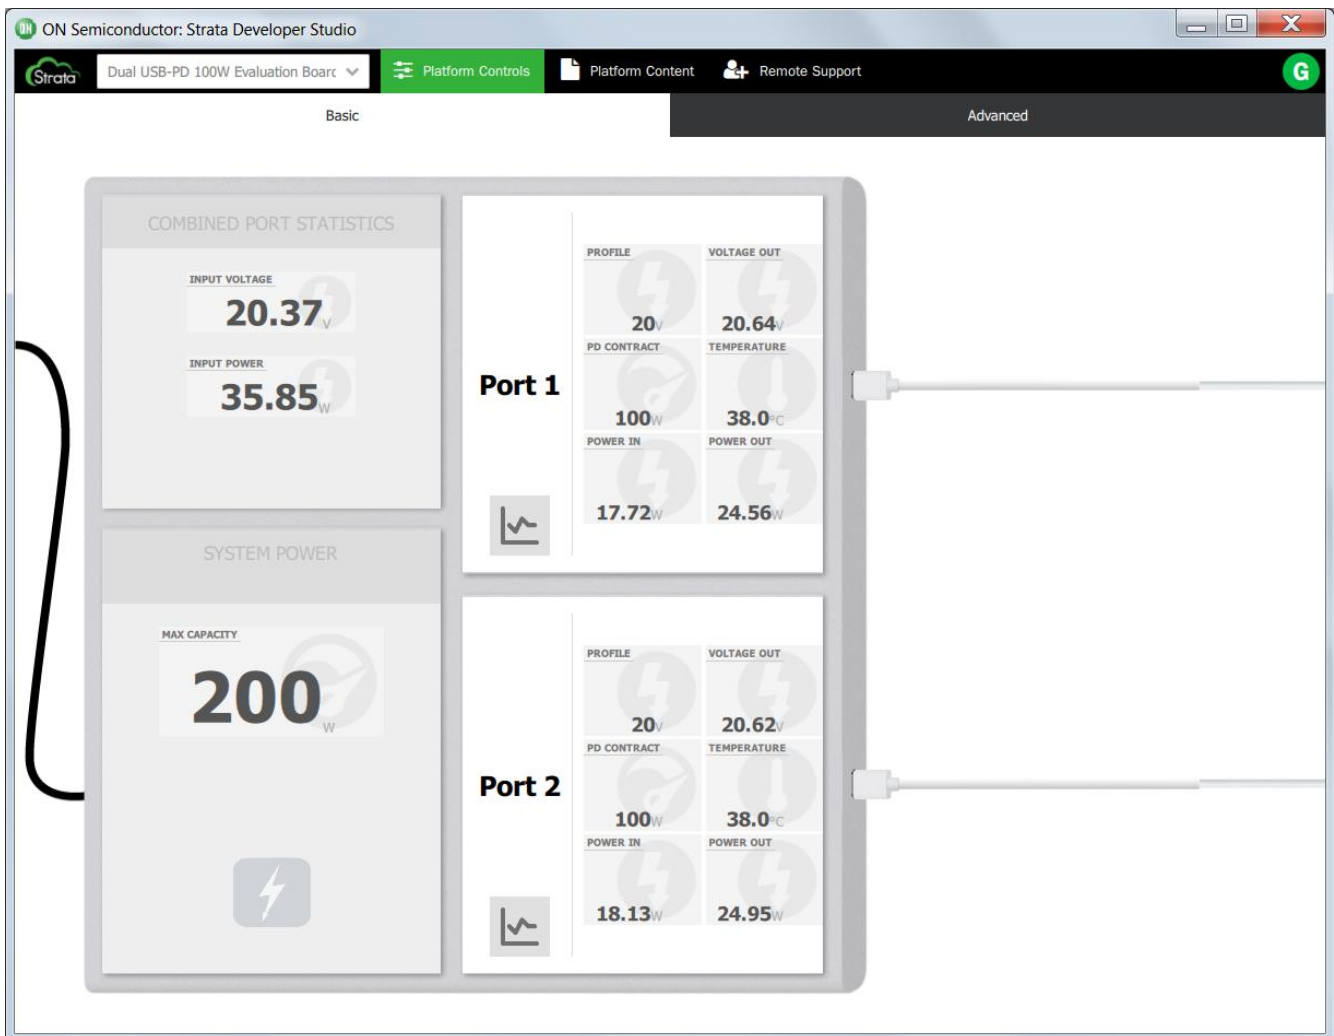 ON Semiconductor: Strata Developer Studio
Strata
Dual USB-PD 100W Evaluation Boarc
Platform Controls
Platform Content
Remote Support
G
Basic
Advanced
COMBINED PORT STATISTICS
INPUT VOLTAGE
20.37V
INPUT POWER
35.85W
SYSTEM POWER
MAX CAPACITY
200W
Port 1
PROFILE
20V
VOLTAGE OUT
20.64V
PD CONTRACT
100W
TEMPERATURE
38.0°C
POWER IN
17.72W
POWER OUT
24.56W
Port 2
PROFILE
20V
VOLTAGE OUT
20.62V
PD CONTRACT
100W
TEMPERATURE
38.0°C
POWER IN
18.13W
POWER OUT
24.95W